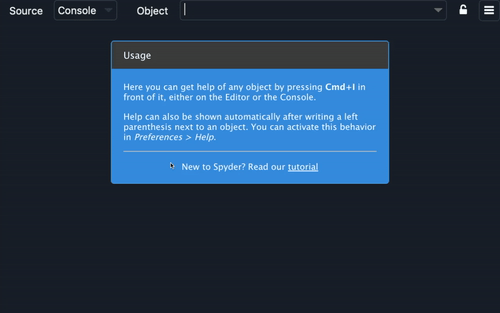 Source Console Object
Usage
Here you can get help of any object by pressing Cmd+I in
front of it, either on the Editor or the Console.
Help can also be shown automatically after writing a left
parenthesis next to an object. You can activate this behavior
in Preferences > Help.
New to Spyder? Read our tutorial